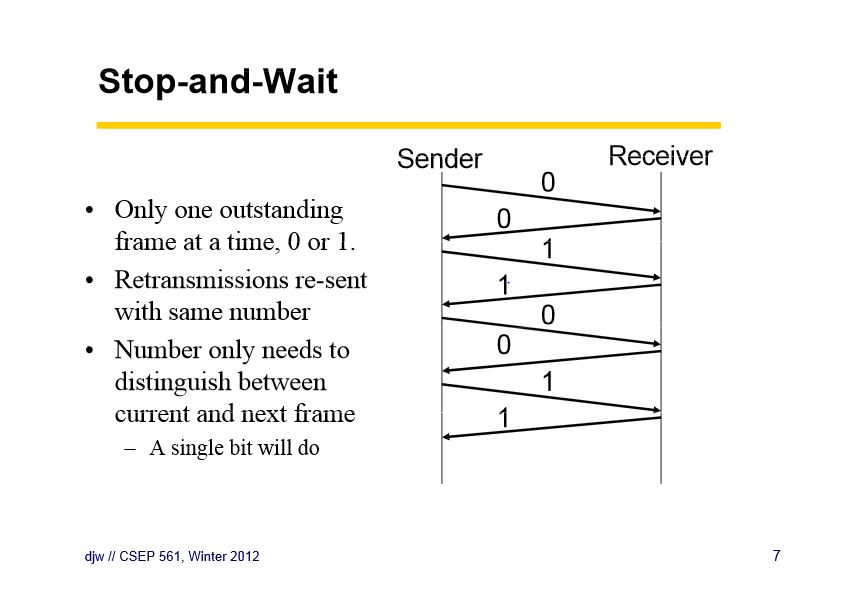 Stop-and-Wait
• Only one outstanding
frame at a time, 0 or 1.
• Retransmissions re-sent
with same number
• Number only needs to
distinguish between
current and next frame
– A single bit will do
Sender
Receiver
0
0
1
1
0
0
1
1
djw // CSEP 561, Winter 2012
7